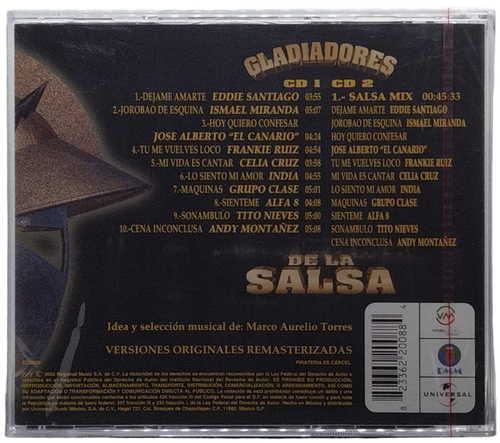 GLADIADORES
CD 1 CD 2
1.-DEJAME AMARTE EDDIE SANTIAGO 03:55
2.-JOROBAO DE ESQUINA ISMAEL MIRANDA 05:07
3.-HOY QUIERO CONFESAR
JOSE ALBERTO "EL CANARIO" 04:24
4.-TU ME VUELVES LOCO FRANKIE RUIZ 04:54
5.-MI VIDA ES CANTAR CELIA CRUZ 03:58
6.-LO SIENTO MI AMOR INDIA 04:55
7.-MAQUINAS GRUPO CLASE 05:01
8.-SIENTEME ALFA 8 04:08
9.-SONAMBULO TITO NIEVES 05:00
10.-CENA INCONCLUSA ANDY MONTAÑEZ 05:08
1.- SALSA MIX 00:45:33
DEJAME AMARTE EDDIE SANTIAGO
JOROBAO DE ESQUINA ISMAEL MIRANDA
HOY QUIERO CONFESAR
JOSE ALBERTO "EL CANARIO"
TU ME VUELVES LOCO FRANKIE RUIZ
MI VIDA ES CANTAR CELIA CRUZ
LO SIENTO MI AMOR INDIA
MAQUINAS GRUPO CLASE
SIENTEME ALFA 8
SONAMBULO TITO NIEVES
CENA INCONCLUSA ANDY MONTAÑEZ
DE LA
SALSA
Idea y selección musical de: Marco Aurelio Torres
VERSIONES ORIGINALES REMASTERIZADAS
PIRATERIA ES CARCEL
UNIVERSAL